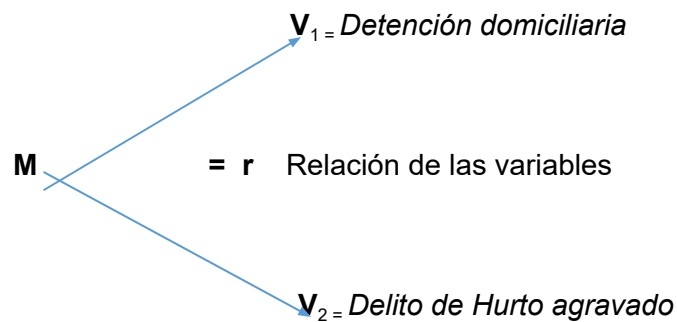 V1 = Detención domiciliaria
M = r Relación de las variables
V2 = Delito de Hurto agravado